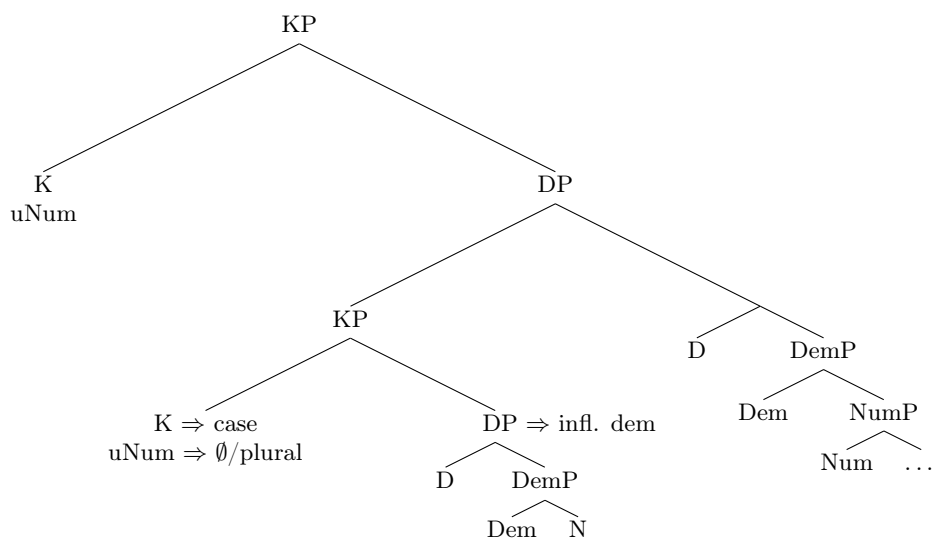 KP
K DP
uNum
KP D DemP
K ⇒ case DP ⇒ infl. dem Dem NumP
uNum ⇒ ∅/plural D DemP Num ...
Dem N